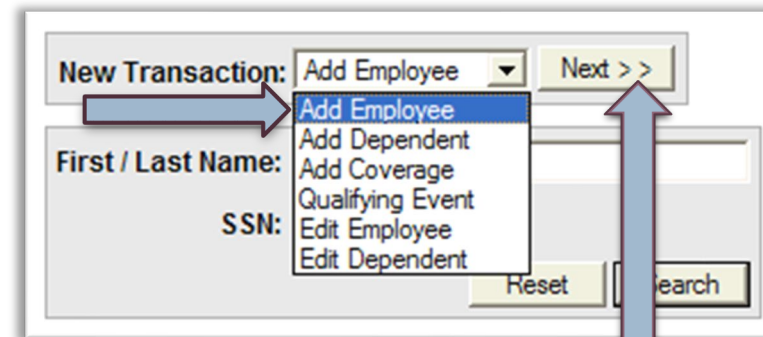 New Transaction: Add Employee Next >>
Add Employee
Add Dependent
First / Last Name: Add Coverage
Qualifying Event
SSN: Edit Employee
Edit Dependent
Reset Search